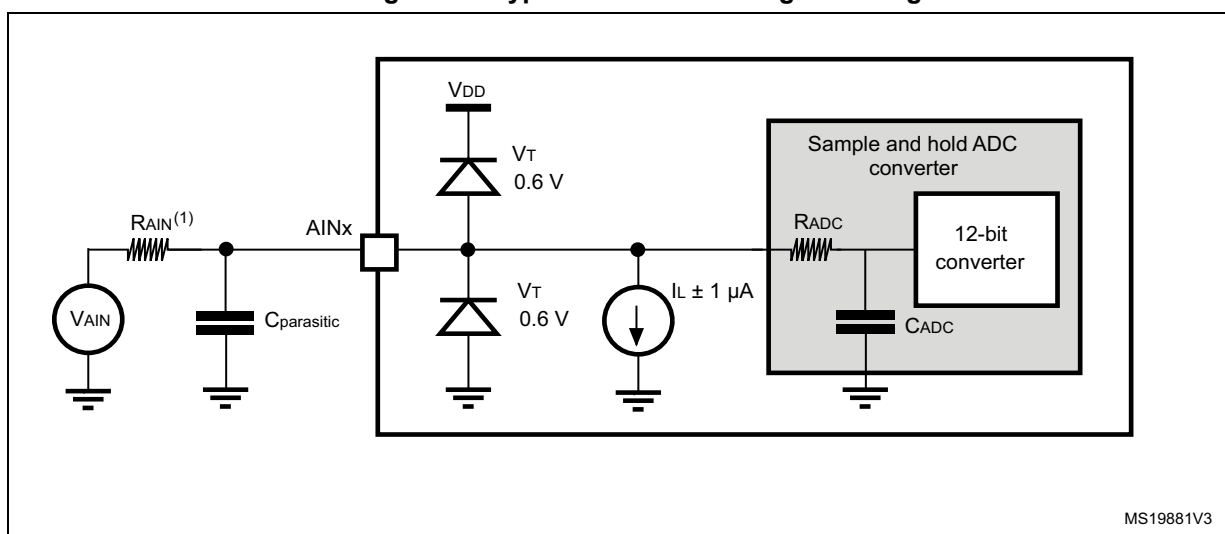 VDD
Sample and hold ADC
converter
VT
0.6 V
RAIN(1)
AINx
RADC
12-bit
converter
VAIN
Cparasitic
VT
0.6 V
IL ± 1 µA
CADC
MS19881V3